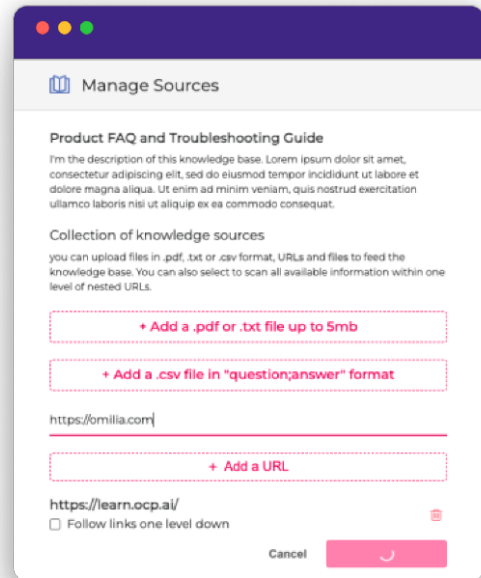 Manage Sources
Product FAQ and Troubleshooting Guide
I'm the description of this knowledge base. Lorem ipsum dolor sit amet,
consectetur adipiscing elit, sed do eiusmod tempor incididunt ut labore et
dolore magna aliqua. Ut enim ad minim veniam, quis nostrud exercitation
ullamco laboris nisi ut aliquip ex ea commodo consequat.
Collection of knowledge sources
you can upload files in .pdf, .txt or .csv format, URLs and files to feed the
knowledge base. You can also select to scan all available information within one
level of nested URLs.
+ Add a .pdf or .txt file up to 5mb
+ Add a .csv file in "question;answer" format
https://omilia.com
+ Add a URL
https://learn.ocp.ai/
Follow links one level down
Cancel